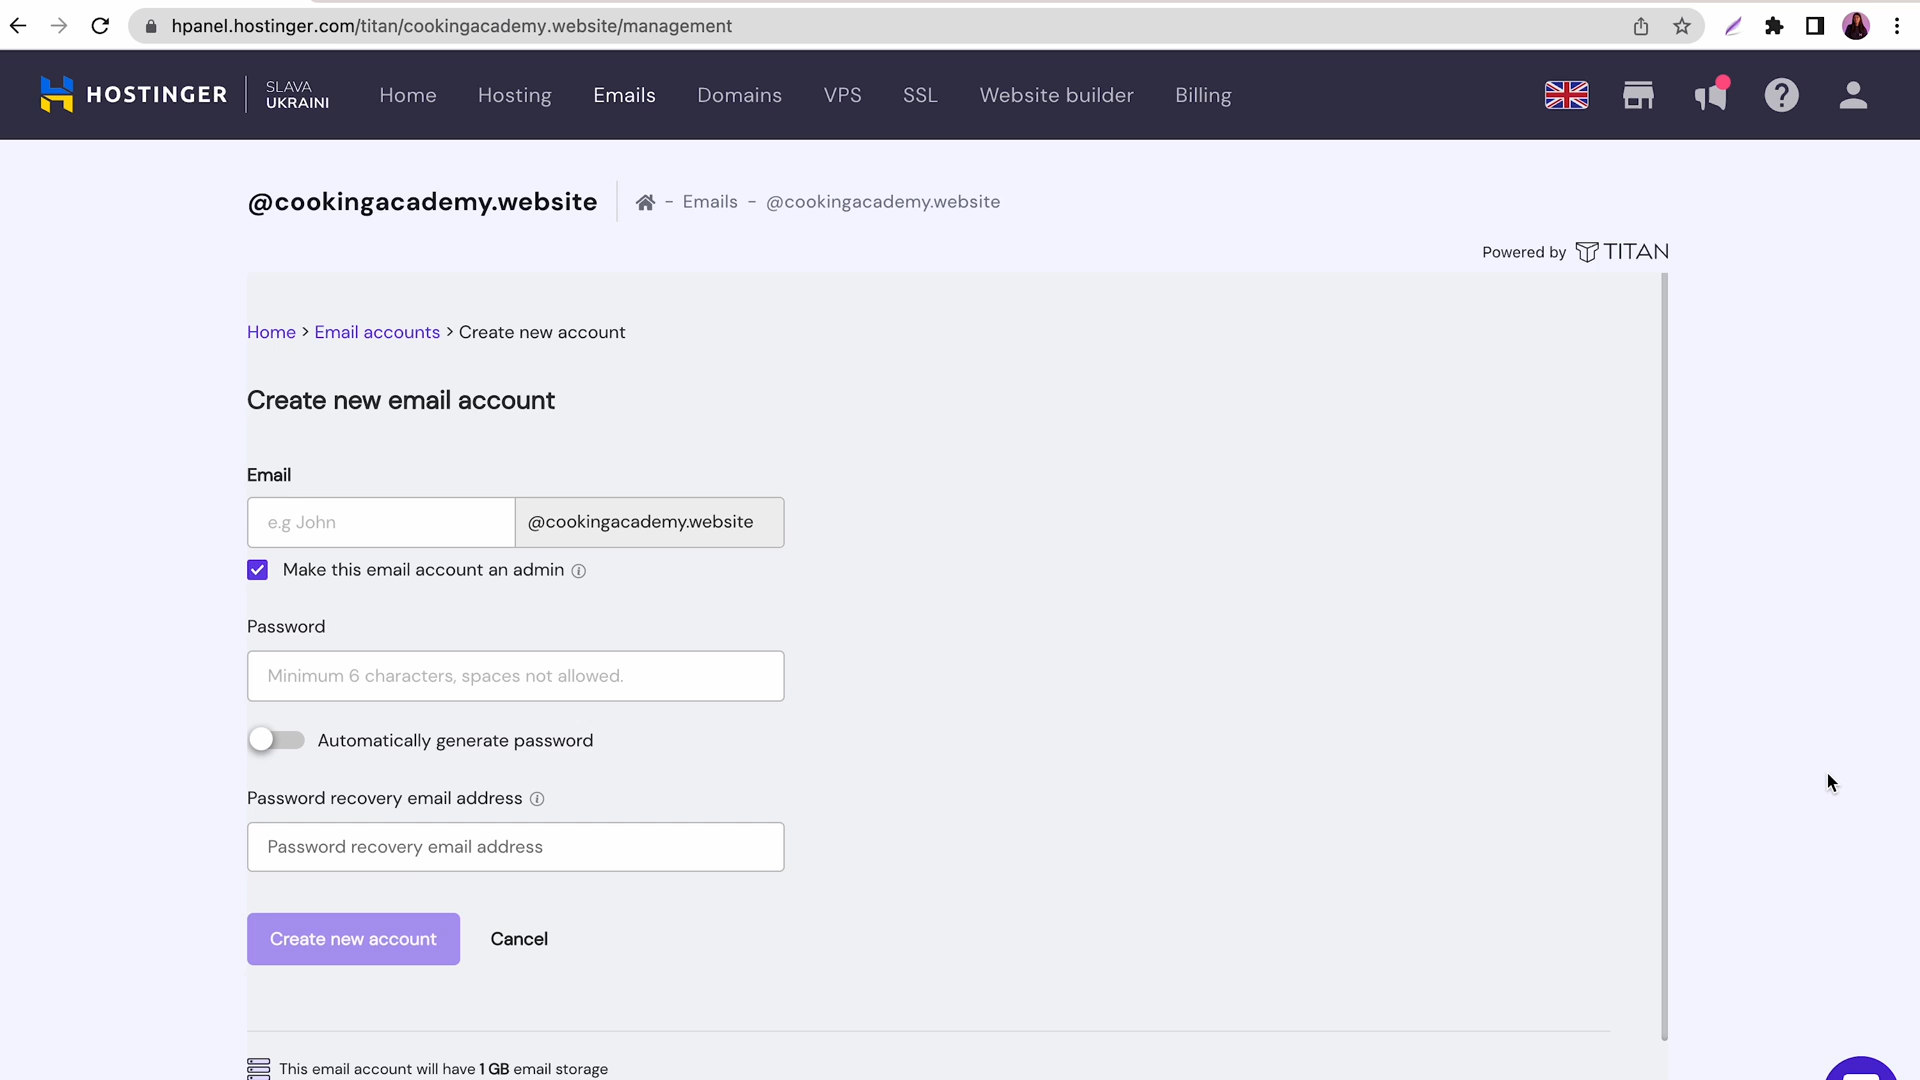 hpanel.hostinger.com/titan/cookingacademy.website/management
HOSTINGER
SLAVA
UKRAINI
Home
Hosting
Emails
Domains
VPS
SSL
Website builder
Billing
@cookingacademy.website
- Emails - @cookingacademy.website
Powered by TITAN
Home > Email accounts > Create new account
Create new email account
Email
e.g John
@cookingacademy.website
Make this email account an admin
Password
Minimum 6 characters, spaces not allowed.
Automatically generate password
Password recovery email address
Password recovery email address
Create new account
Cancel
This email account will have 1 GB email storage